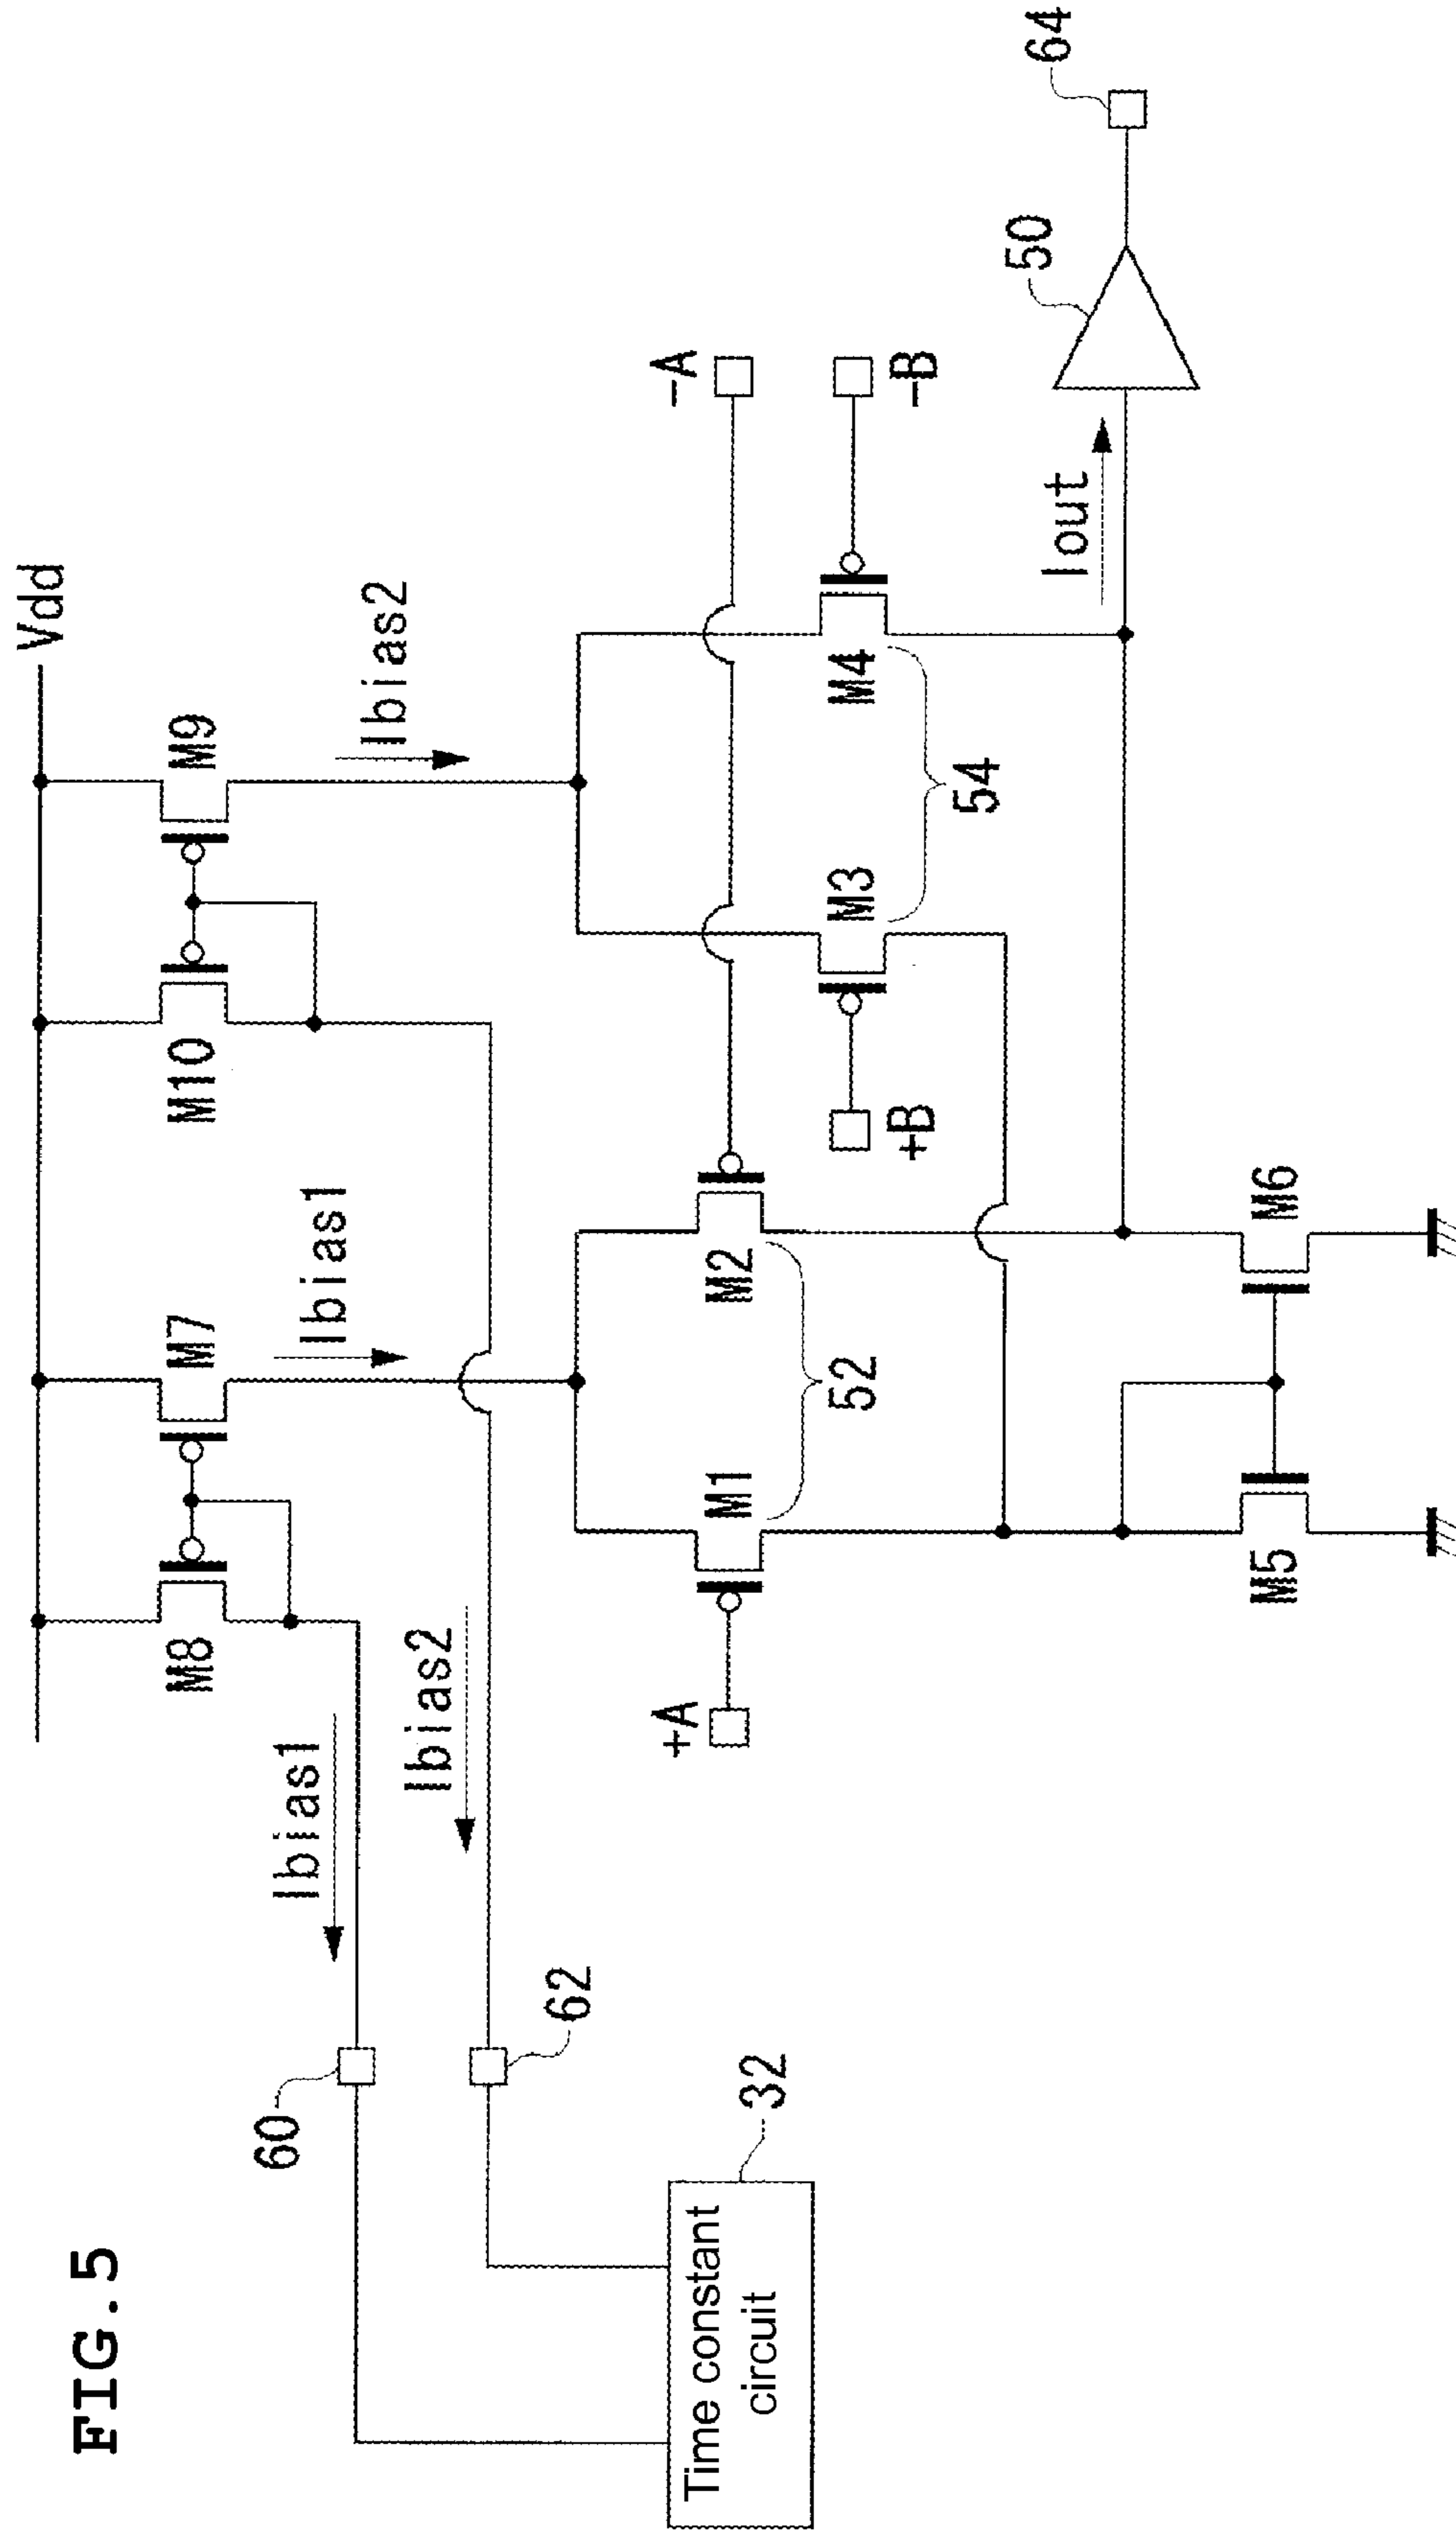 FIG.5
Vdd
M8
M7
M10
M9
Ibias1
Ibias1
Ibias2
Ibias2
60
62
Time constant
circuit
32
+A
M1
M2
52
-A
+B
M3
M4
54
-B
Iout
50
64
M5
M6